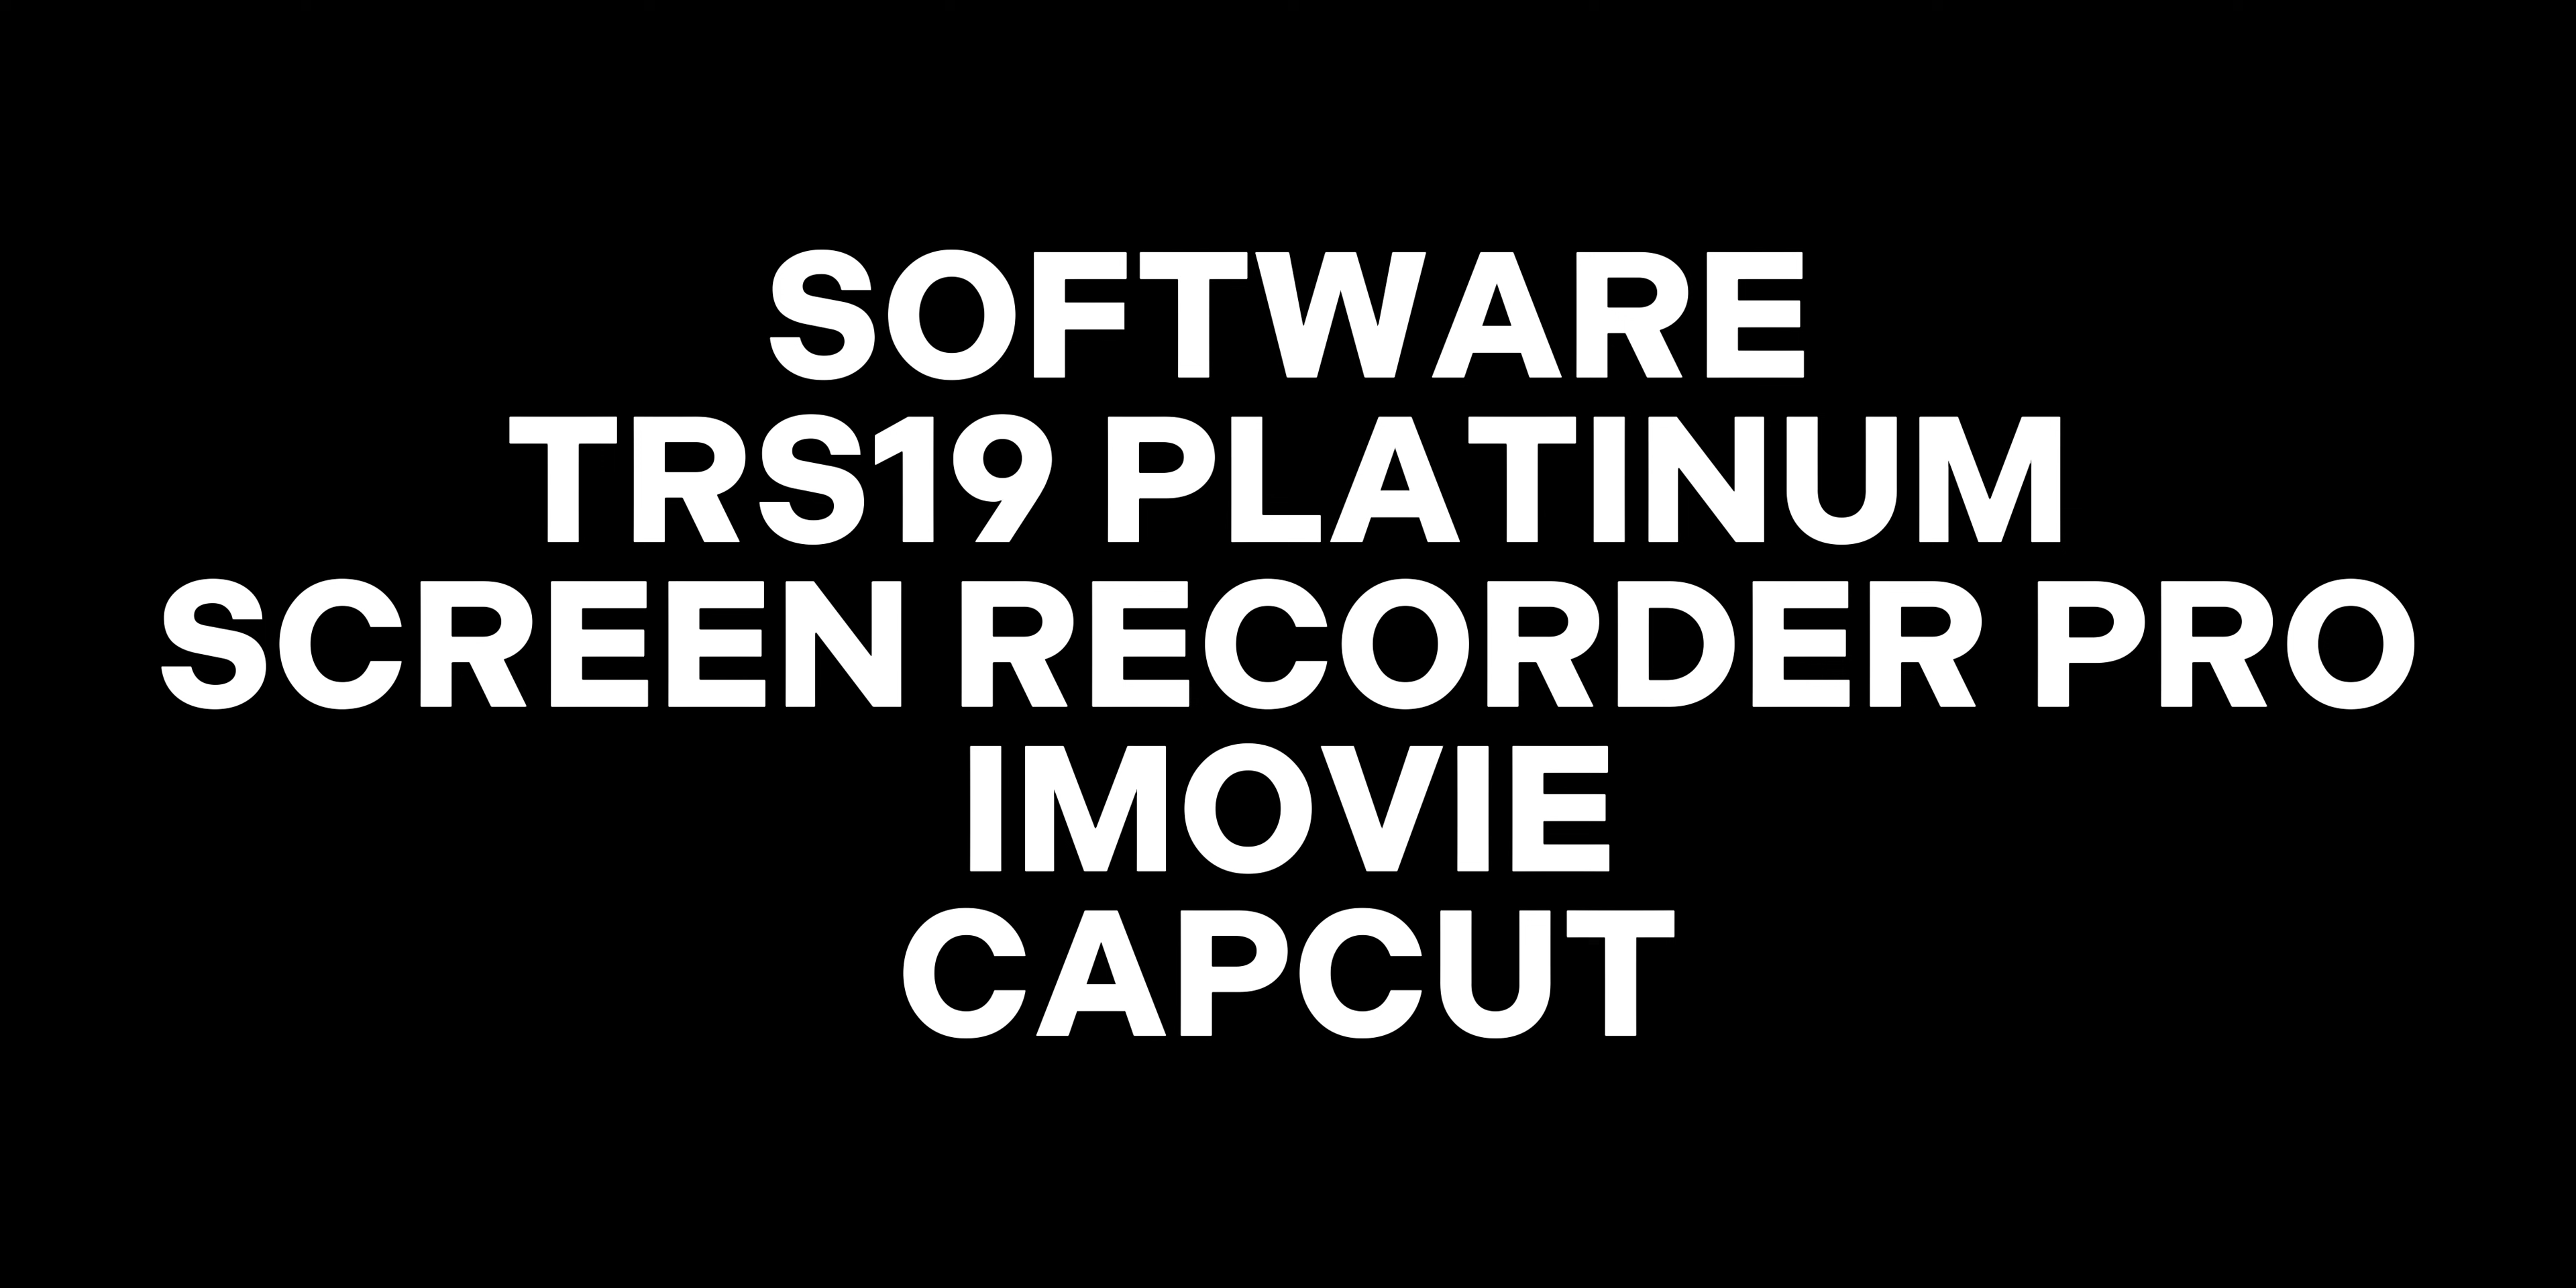 SOFTWARE
TRS19 PLATINUM
SCREEN RECORDER PRO
IMOVIE
CAPCUT